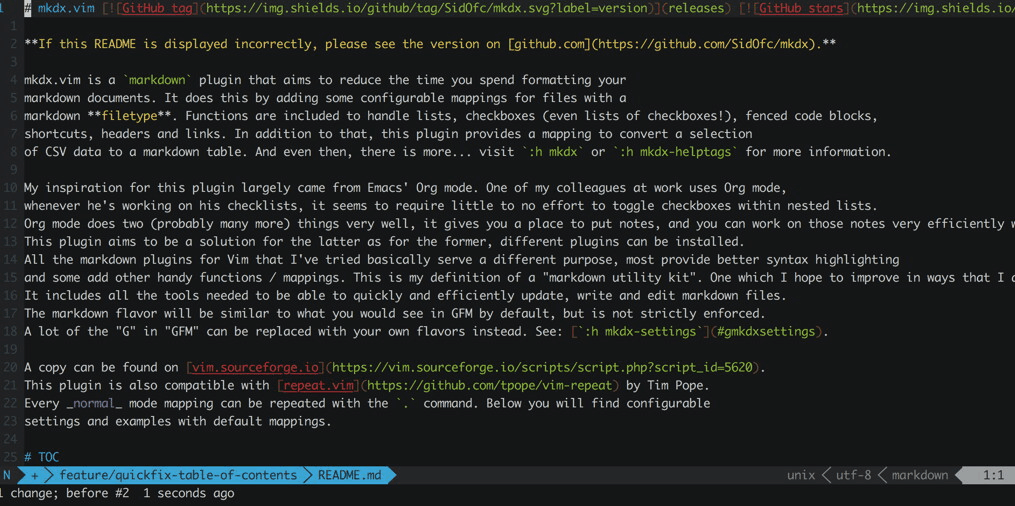 1 # mkdx.vim [![GitHub tag](https://img.shields.io/github/tag/SidOfc/mkdx.svg?label=version)](releases) [![GitHub stars](https://img.shields.io/
1
2 **If this README is displayed incorrectly, please see the version on [github.com](https://github.com/SidOfc/mkdx).**
3
4 mkdx.vim is a `markdown` plugin that aims to reduce the time you spend formatting your
5 markdown documents. It does this by adding some configurable mappings for files with a
6 markdown **filetype**. Functions are included to handle lists, checkboxes (even lists of checkboxes!), fenced code blocks,
7 shortcuts, headers and links. In addition to that, this plugin provides a mapping to convert a selection
8 of CSV data to a markdown table. And even then, there is more... visit `:h mkdx` or `:h mkdx-helptags` for more information.
9
10 My inspiration for this plugin largely came from Emacs' Org mode. One of my colleagues at work uses Org mode,
11 whenever he's working on his checklists, it seems to require little to no effort to toggle checkboxes within nested lists.
12 Org mode does two (probably many more) things very well, it gives you a place to put notes, and you can work on those notes very efficiently w
13 This plugin aims to be a solution for the latter as for the former, different plugins can be installed.
14 All the markdown plugins for Vim that I've tried basically serve a different purpose, most provide better syntax highlighting
15 and some add other handy functions / mappings. This is my definition of a "markdown utility kit". One which I hope to improve in ways that I
16 It includes all the tools needed to be able to quickly and efficiently update, write and edit markdown files.
17 The markdown flavor will be similar to what you would see in GFM by default, but is not strictly enforced.
18 A lot of the "G" in "GFM" can be replaced with your own flavors instead. See: [`:h mkdx-settings`](#gmkdxsettings).
19
20 A copy can be found on [vim.sourceforge.io](https://vim.sourceforge.io/scripts/script.php?script_id=5620).
21 This plugin is also compatible with [repeat.vim](https://github.com/tpope/vim-repeat) by Tim Pope.
22 Every _normal_ mode mapping can be repeated with the `.` command. Below you will find configurable
23 settings and examples with default mappings.
24
25 # TOC
N + feature/quickfix-table-of-contents README.md unix utf-8 markdown 1:1
1 change; before #2 1 seconds ago